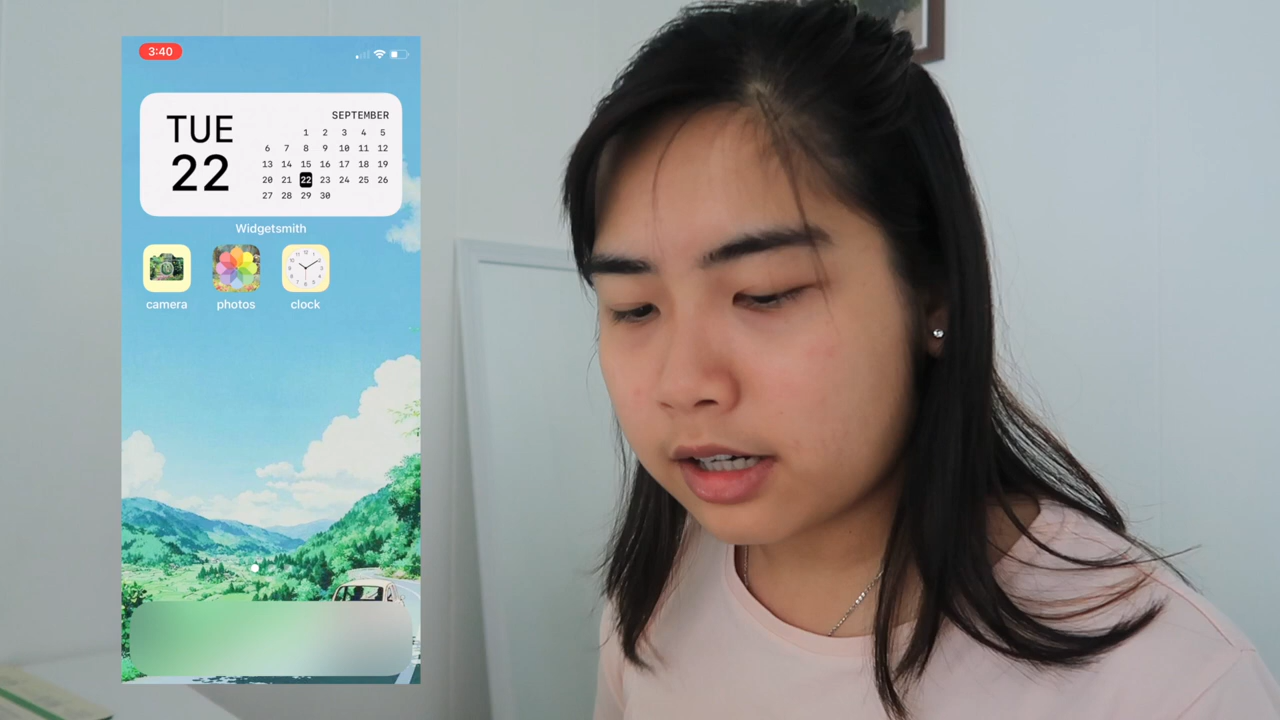 3:40
TUE
22
SEPTEMBER
1 2 3 4 5
6 7 8 9 10 11 12
13 14 15 16 17 18 19
20 21 22 23 24 25 26
27 28 29 30
Widgetsmith
camera photos clock